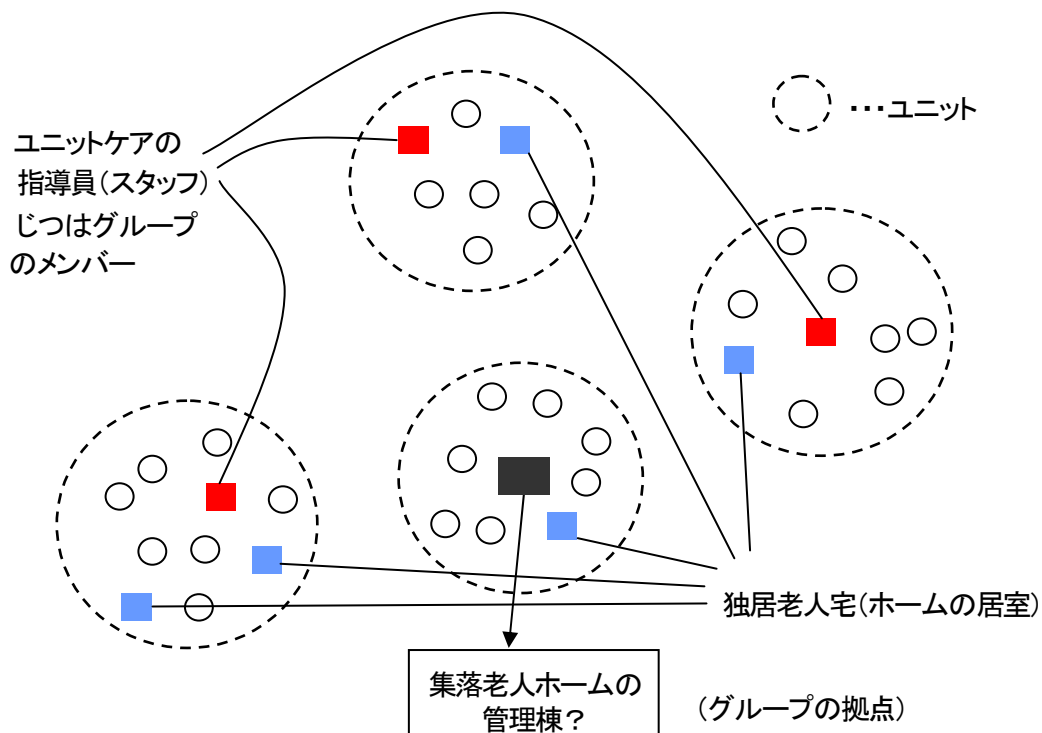 …ユニット
ユニットケアの
指導員（スタッフ）
じつはグループ
のメンバー
独居老人宅（ホームの居室）
集落老人ホームの
管理棟？
（グループの拠点）